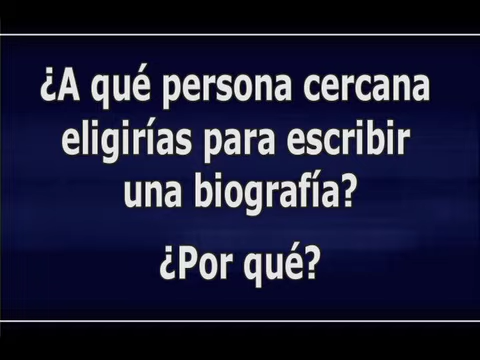 ¿A qué persona cercana
eligirías para escribir
una biografía?
¿Por qué?